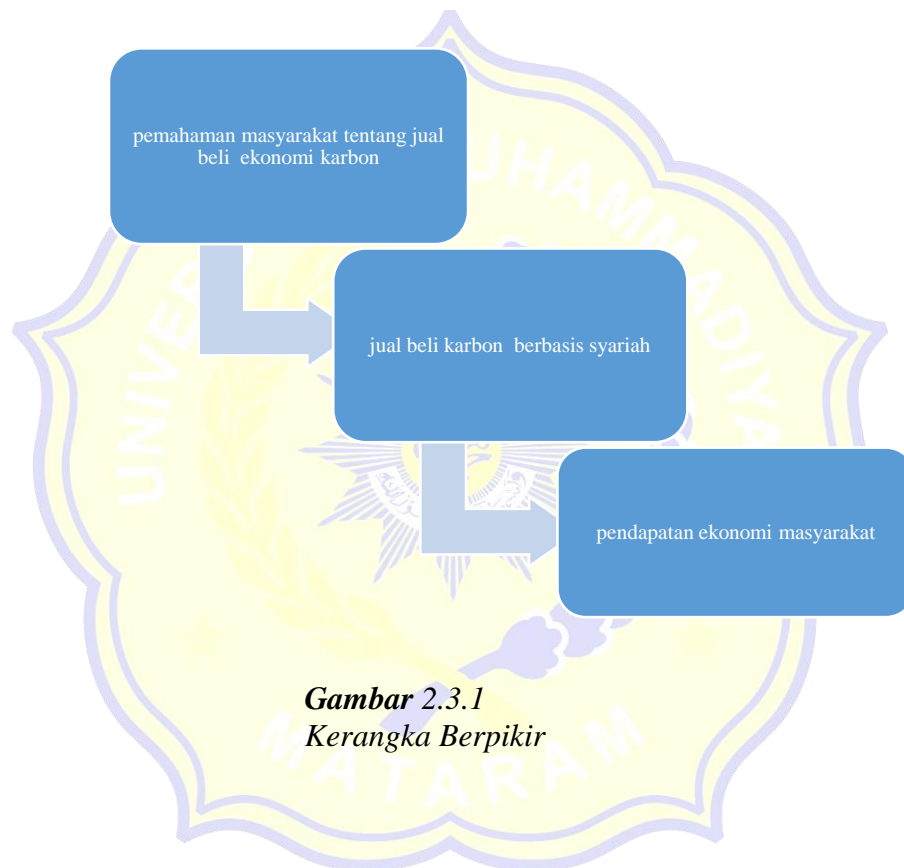 pemahaman masyarakat tentang jual
beli ekonomi karbon
jual beli karbon berbasis syariah
pendapatan ekonomi masyarakat
Gambar 2.3.1
Kerangka Berpikir
MATARAM